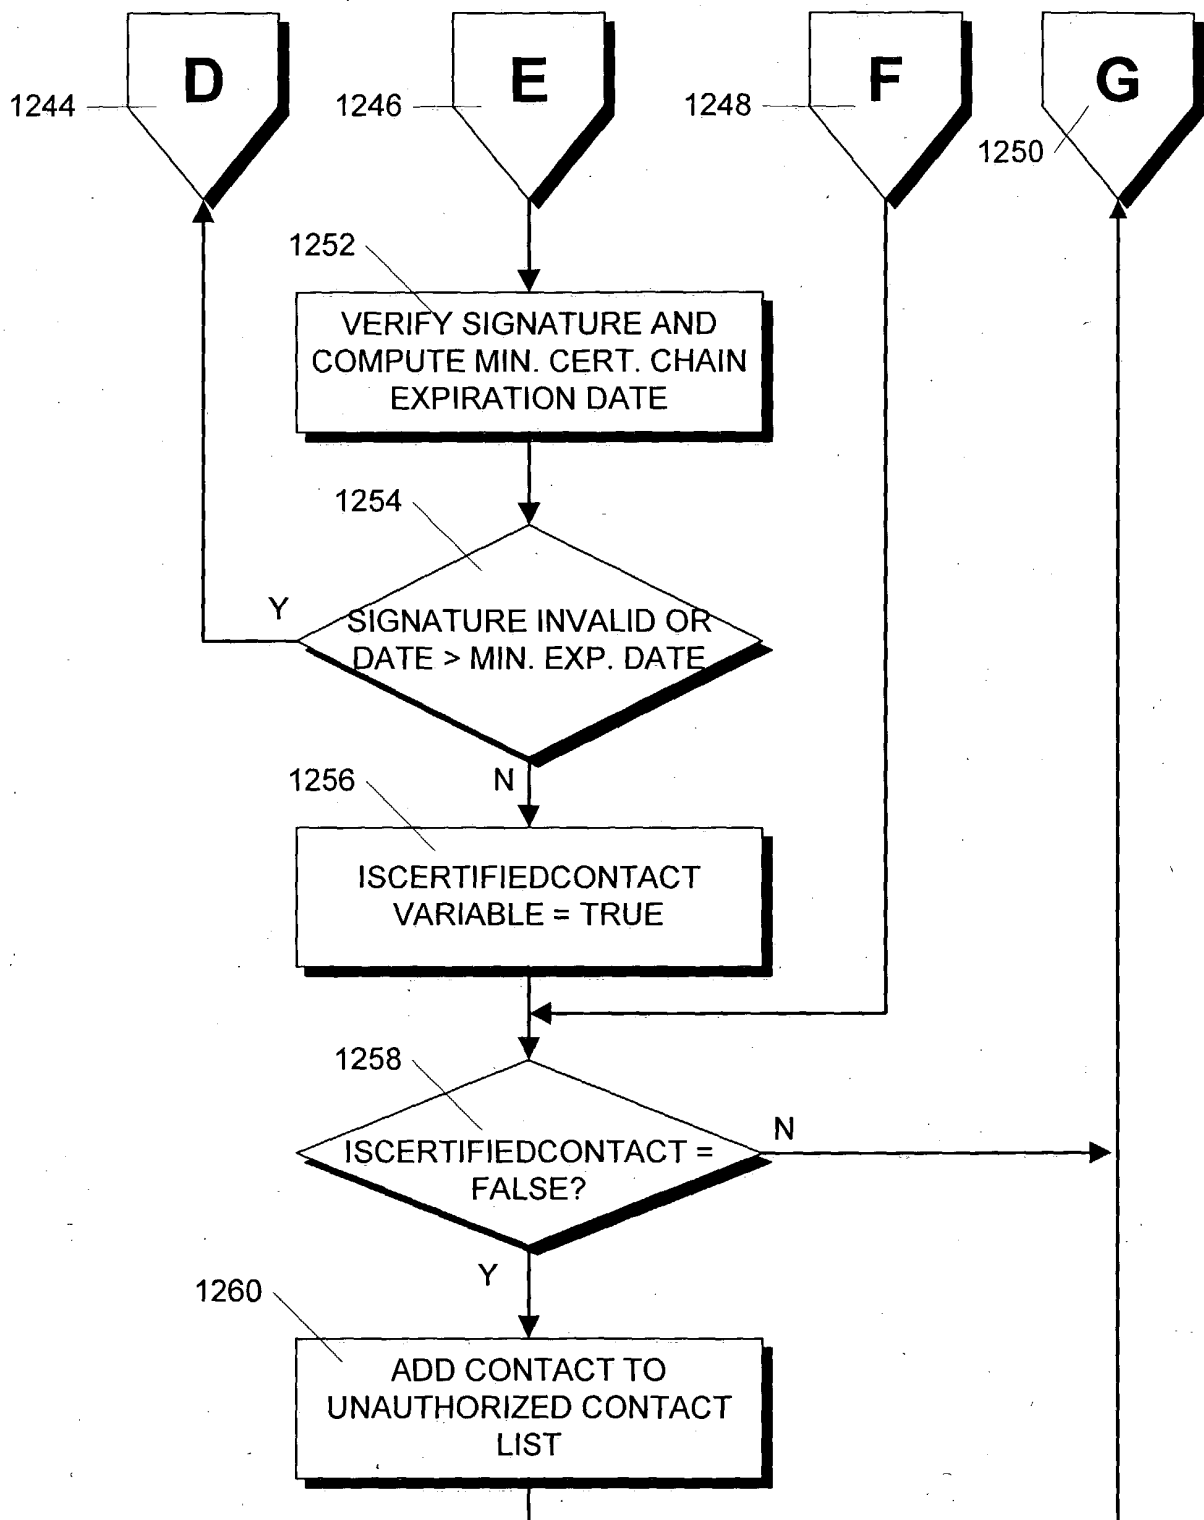 D
E
F
G
1244
1246
1248
1250
1252
VERIFY SIGNATURE AND
COMPUTE MIN. CERT. CHAIN
EXPIRATION DATE
1254
Y
SIGNATURE INVALID OR
DATE > MIN. EXP. DATE
N
1256
ISCERTIFIEDCONTACT
VARIABLE = TRUE
1258
N
ISCERTIFIEDCONTACT =
FALSE?
Y
1260
ADD CONTACT TO
UNAUTHORIZED CONTACT
LIST